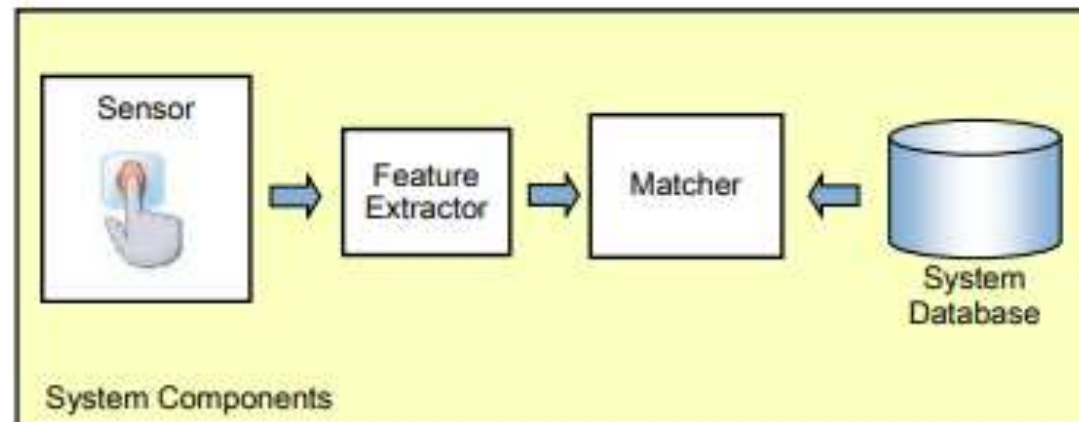 Sensor
Feature
Extractor
Matcher
System
Database
System Components